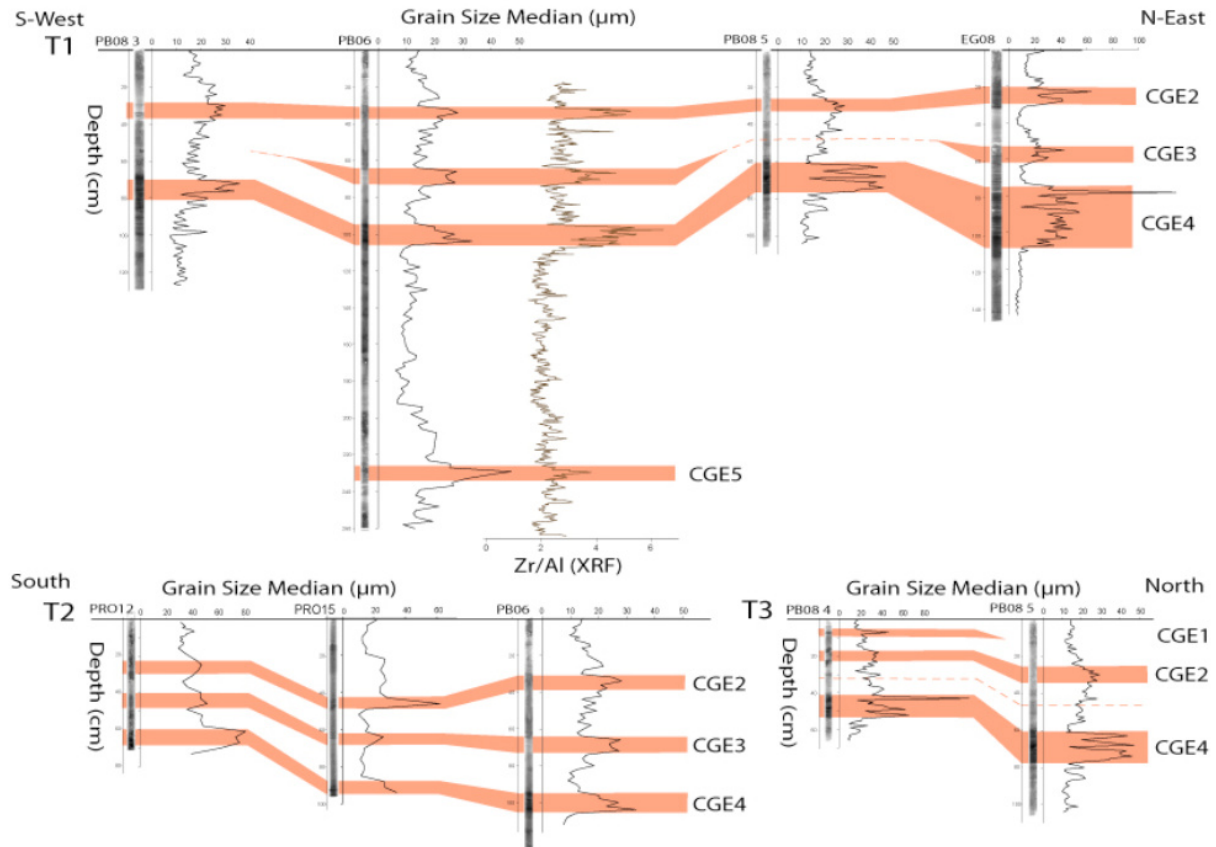 S-West Grain Size Median (µm) N-East
T1 PB08 3 0 10 20 30 40 PB06 0 10 20 30 40 50 PB08 5 0 10 20 30 40 50 EG08 0 20 40 60 80 100
CGE2
CGE3
CGE4
Depth (cm)
CGE5
0 2 4 6
Zr/Al (XRF)
South Grain Size Median (µm)
T2 PRO12 0 20 40 60 80 PRO15 0 20 40 60 PB06 0 10 20 30 40 50
CGE2
CGE3
CGE4
Depth (cm)
North
T3 PB08 4 0 20 40 60 80 PB08 5 0 10 20 30 40 50
CGE1
CGE2
CGE4
Depth (cm)